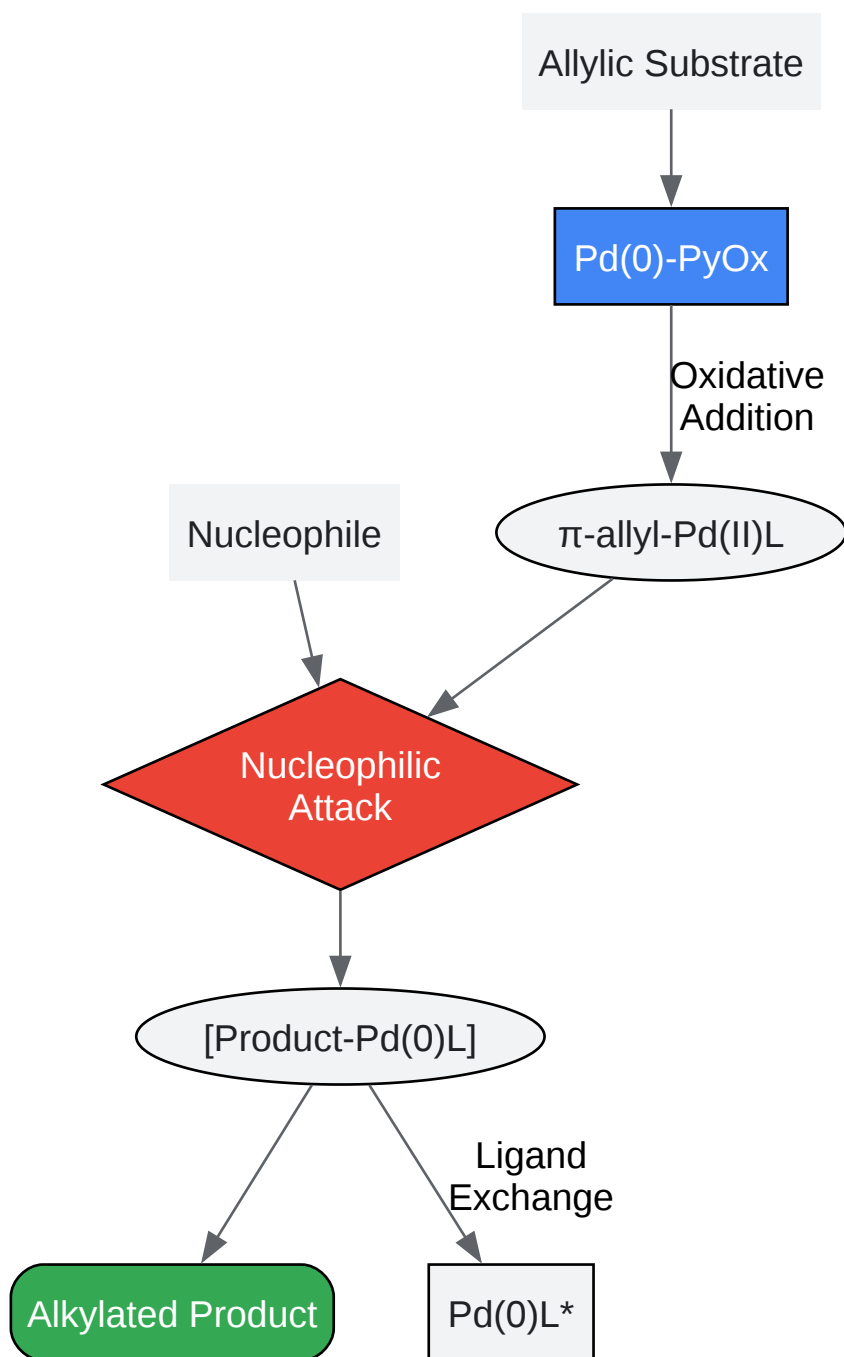 Allylic Substrate
Pd(0)-PyOx
Oxidative
Addition
Nucleophile
π-allyl-Pd(II)L
Nucleophilic
Attack
[Product-Pd(0)L]
Ligand
Exchange
Alkylated Product
Pd(0)L*